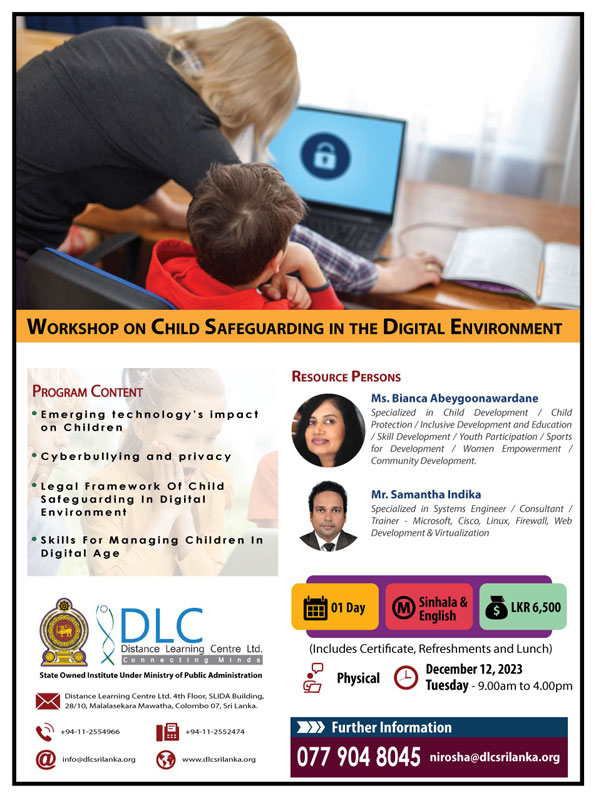 WORKSHOP ON CHILD SAFEGUARDING IN THE DIGITAL ENVIRONMENT
PROGRAM CONTENT
• Emerging technology's impact
on Children
• Cyberbullying and privacy
• Legal Framework Of Child
Safeguarding In Digital
Environment
• Skills For Managing Children In
Digital Age
RESOURCE PERSONS
Ms. Bianca Abeygoonawardane
Specialized in Child Development / Child
Protection / Inclusive Development and Education
/ Skill Development / Youth Participation / Sports
for Development / Women Empowerment /
Community Development.
Mr. Samantha Indika
Specialized in Systems Engineer / Consultant /
Trainer - Microsoft, Cisco, Linux, Firewall, Web
Development & Virtualization
01 Day
M
Sinhala &
English
$
LKR 6,500
(Includes Certificate, Refreshments and Lunch)
Physical
December 12, 2023
Tuesday - 9.00am to 4.00pm
DLC
Distance Learning Centre Ltd.
Connecting Minds
State Owned Institute Under Ministry of Public Administration
Distance Learning Centre Ltd. 4th Floor, SLIDA Building,
28/10, Malalasekara Mawatha, Colombo 07, Sri Lanka.
+94-11-2554966
+94-11-2552474
@ info@dlcsrilanka.org
www.dlcsrilanka.org
Further Information
077 904 8045 nirosha@dlcsrilanka.org